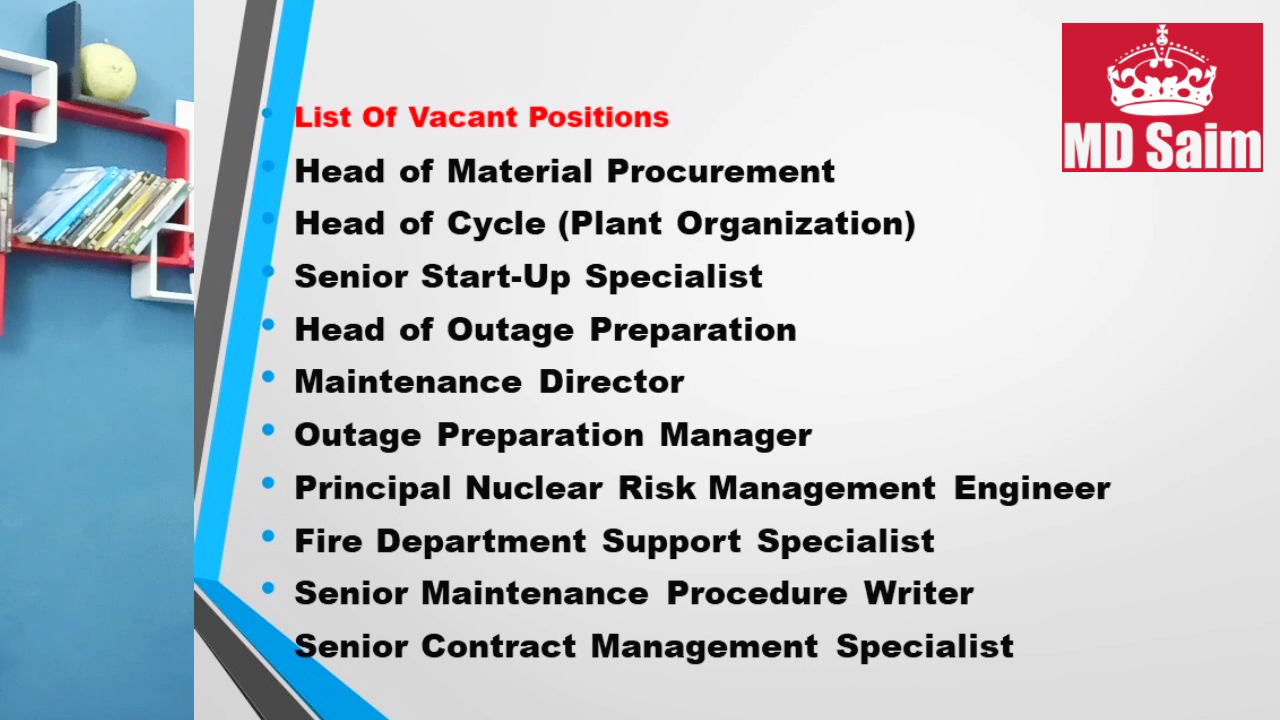 List Of Vacant Positions
Head of Material Procurement
Head of Cycle (Plant Organization)
Senior Start-Up Specialist
Head of Outage Preparation
Maintenance Director
Outage Preparation Manager
Principal Nuclear Risk Management Engineer
Fire Department Support Specialist
Senior Maintenance Procedure Writer
Senior Contract Management Specialist
MD Saim